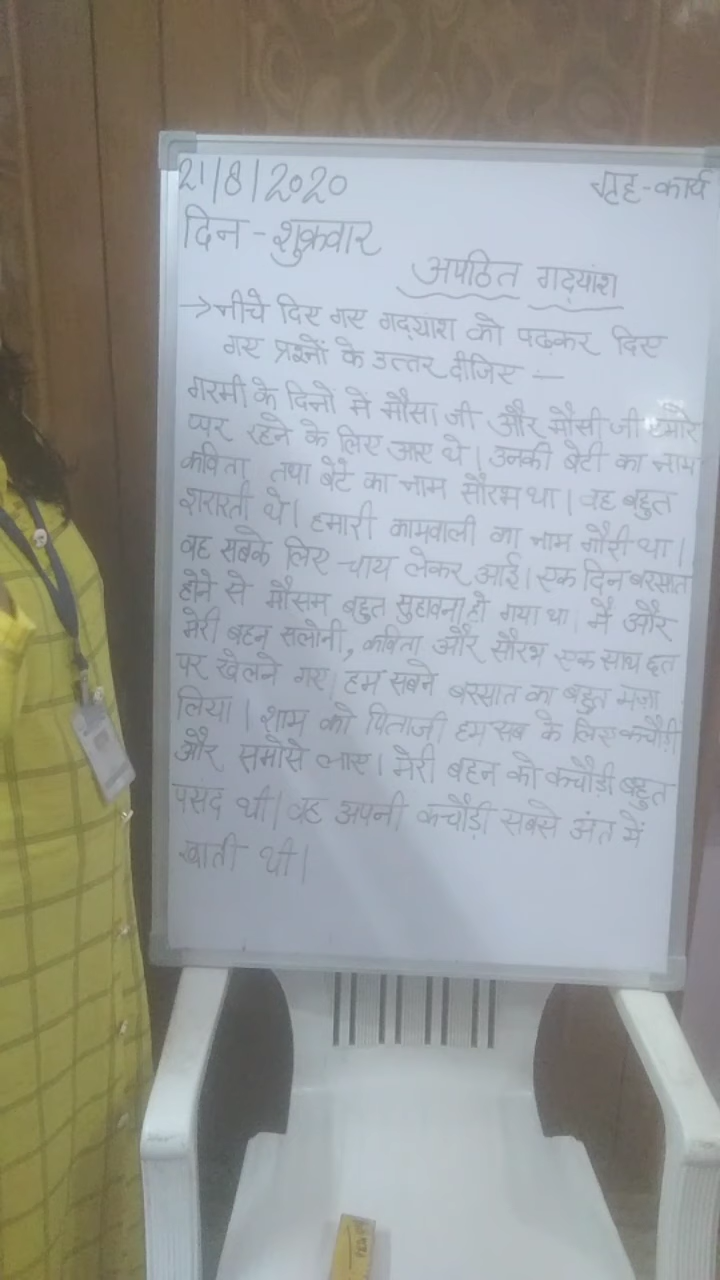 21/8/2020 गृह-कार्य
दिन - शुक्रवार
अपठित गद्यांश
→ नीचे दिए गए गद्यांश को पढ़कर दिए
गए प्रश्नों के उत्तर दीजिए :-
गरमी के दिनों में मौसा जी और मौसी जी हमारे
घर रहने के लिए आए थे। उनकी बेटी का नाम
कविता तथा बेटे का नाम सौरभ था। वह बहुत
शरारती थे। हमारी कामवाली का नाम गौरी था।
वह सबके लिए चाय लेकर आई। एक दिन बरसात
होने से मौसम बहुत सुहावना हो गया था। मैं और
मेरी बहन सलोनी, कविता और सौरभ एक साथ छत
पर खेलने गए। हम सबने बरसात का बहुत मज़ा
लिया। शाम को पिताजी हम सब के लिए कचौड़ी
और समोसे लाए। मेरी बहन को कचौड़ी बहुत
पसंद थी। वह अपनी कचौड़ी सबसे अंत में
खाती थी।